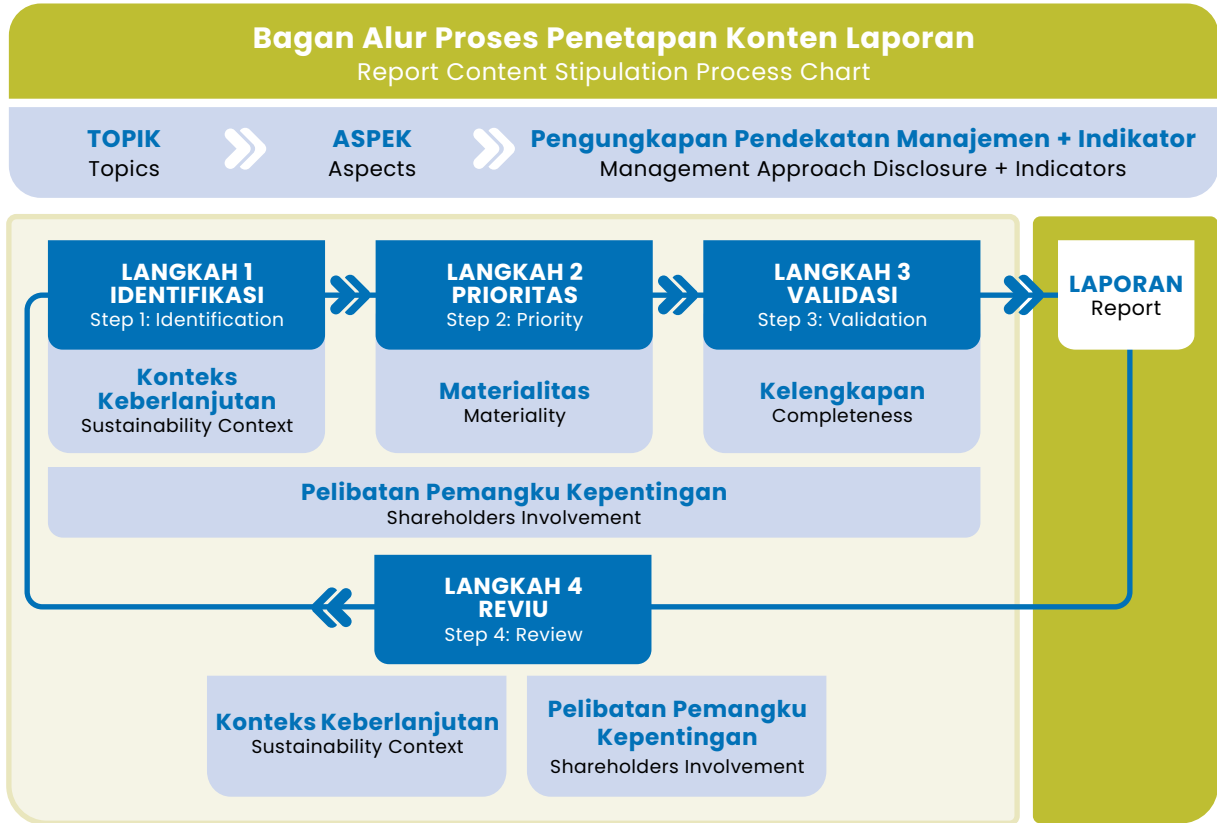 Bagan Alur Proses Penetapan Konten Laporan
Report Content Stipulation Process Chart
TOPIK
Topics
ASPEK
Aspects
Pengungkapan Pendekatan Manajemen + Indikator
Management Approach Disclosure + Indicators
LANGKAH 1
IDENTIFIKASI
Step 1: Identification
Konteks
Keberlanjutan
Sustainability Context
LANGKAH 2
PRIORITAS
Step 2: Priority
Materialitas
Materiality
LANGKAH 3
VALIDASI
Step 3: Validation
Kelengkapan
Completeness
LAPORAN
Report
Pelibatan Pemangku Kepentingan
Shareholders Involvement
LANGKAH 4
REVIU
Step 4: Review
Konteks Keberlanjutan
Sustainability Context
Pelibatan Pemangku
Kepentingan
Shareholders Involvement